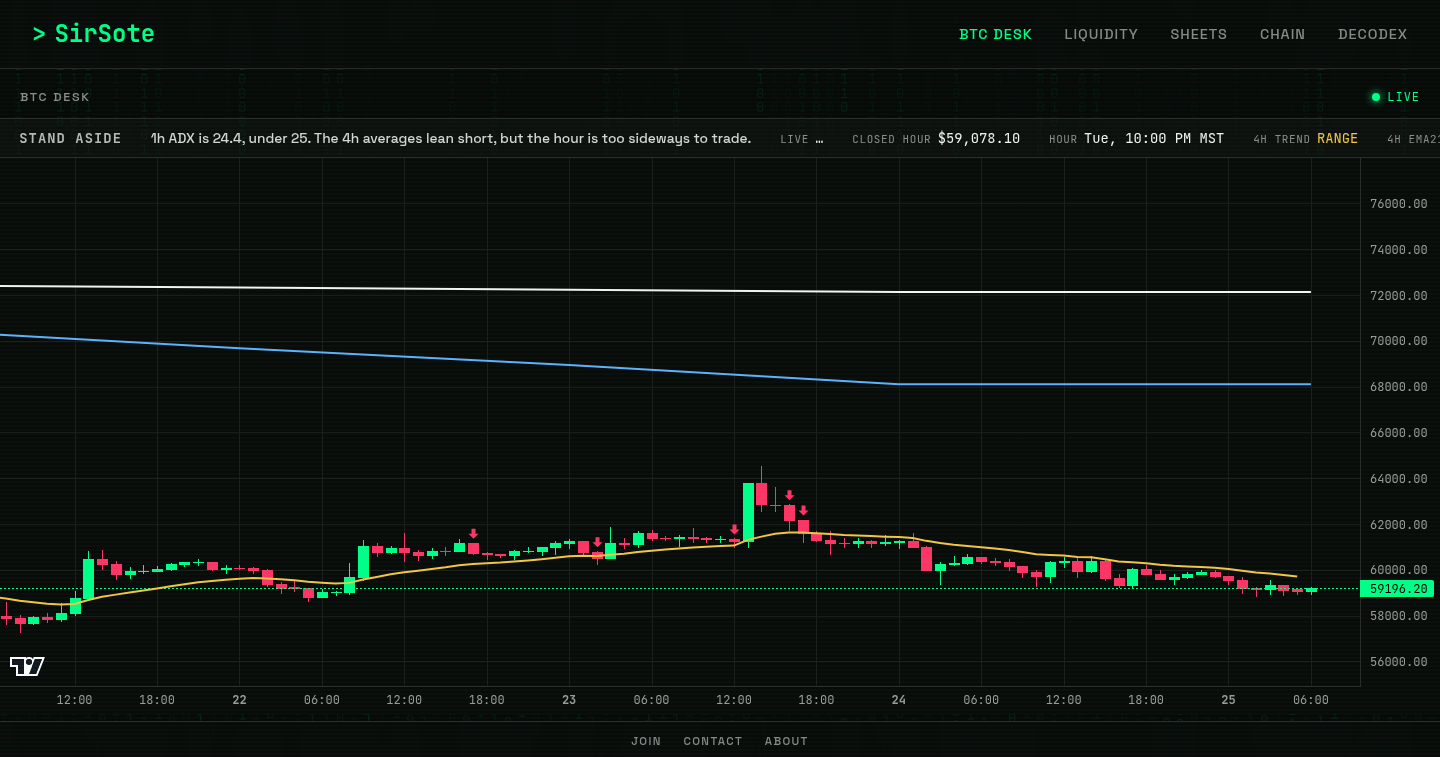 > SirSote
BTC DESK LIQUIDITY SHEETS CHAIN DECODEX
BTC DESK
LIVE
STAND ASIDE 1h ADX is 24.4, under 25. The 4h averages lean short, but the hour is too sideways to trade. LIVE … CLOSED HOUR $59,078.10 HOUR Tue, 10:00 PM MST 4H TREND RANGE 4H EMA21
76000.00
74000.00
72000.00
70000.00
68000.00
66000.00
64000.00
62000.00
60000.00
59196.20
58000.00
56000.00
12:00 18:00 22 06:00 12:00 18:00 23 06:00 12:00 18:00 24 06:00 12:00 18:00 25 06:00
JOIN CONTACT ABOUT